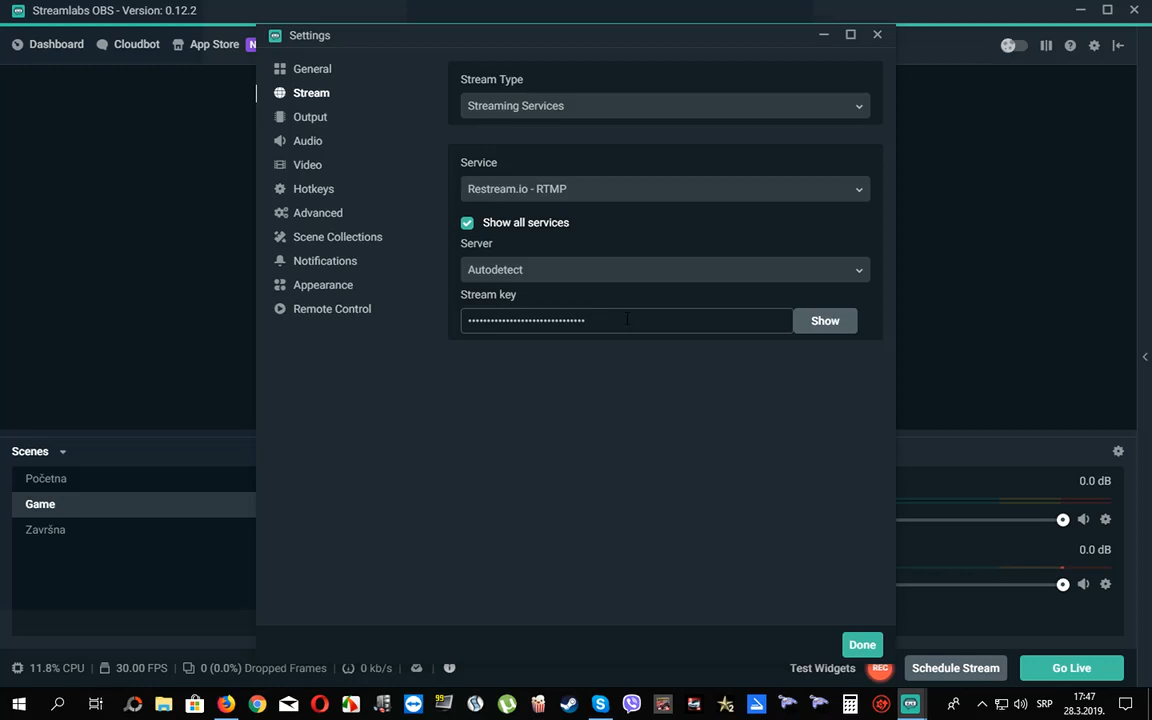 Streamlabs OBS - Version: 0.12.2
Settings
Dashboard
Cloudbot
App Store
N
General
Stream
Output
Audio
Video
Hotkeys
Advanced
Scene Collections
Notifications
Appearance
Remote Control
Stream Type
Streaming Services
Service
Restream.io - RTMP
Show all services
Server
Autodetect
Stream key
Show
Done
Scenes
Početna
Game
Završna
0.0 dB
0.0 dB
11.8% CPU
30.00 FPS
0 (0.0%) Dropped Frames
0 kb/s
Test Widgets
REC
Schedule Stream
Go Live
99
2
SRP
17:47
28.3.2019.